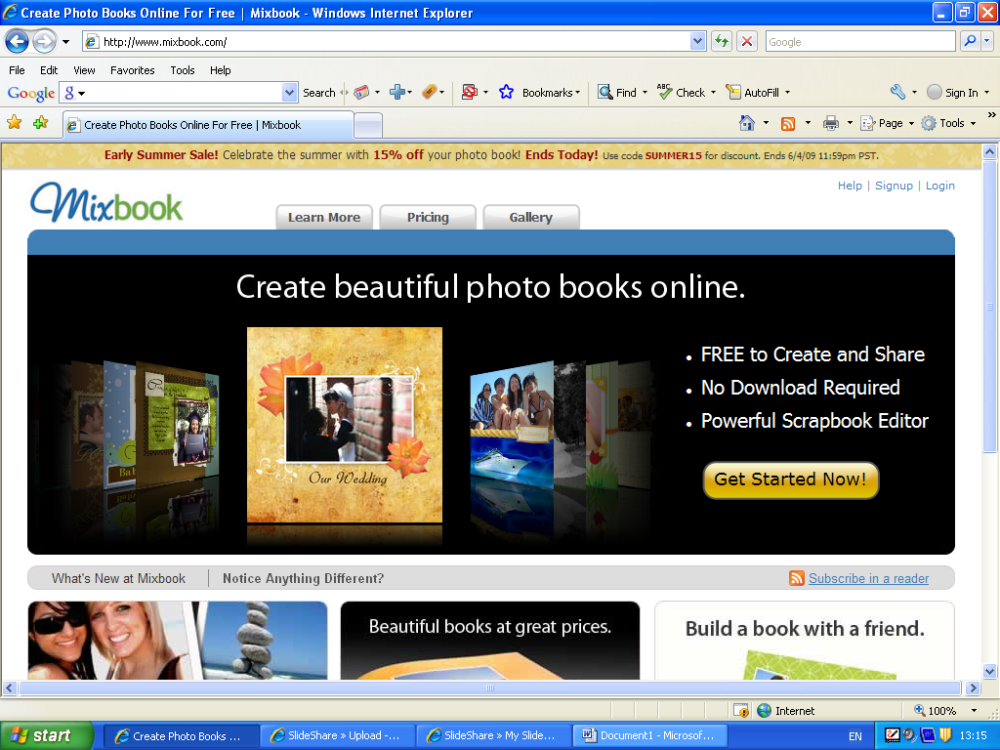 Create Photo Books Online For Free | Mixbook - Windows Internet Explorer
http://www.mixbook.com/
Google
File Edit View Favorites Tools Help
Google g Search Bookmarks Find ABC Check AutoFill Sign In
Create Photo Books Online For Free | Mixbook
Page Tools »
Early Summer Sale! Celebrate the summer with 15% off your photo book! Ends Today! Use code SUMMER15 for discount. Ends 6/4/09 11:59pm PST.
Help | Signup | Login
Mixbook
Learn More Pricing Gallery
Create beautiful photo books online.
• FREE to Create and Share
• No Download Required
• Powerful Scrapbook Editor
Our Wedding
Get Started Now!
What's New at Mixbook Notice Anything Different? Subscribe in a reader
Beautiful books at great prices.
Build a book with a friend.
Internet 100%
start Create Photo Books ... SlideShare » Upload -... SlideShare » My Slide... Document1 - Microsof... EN 13:15